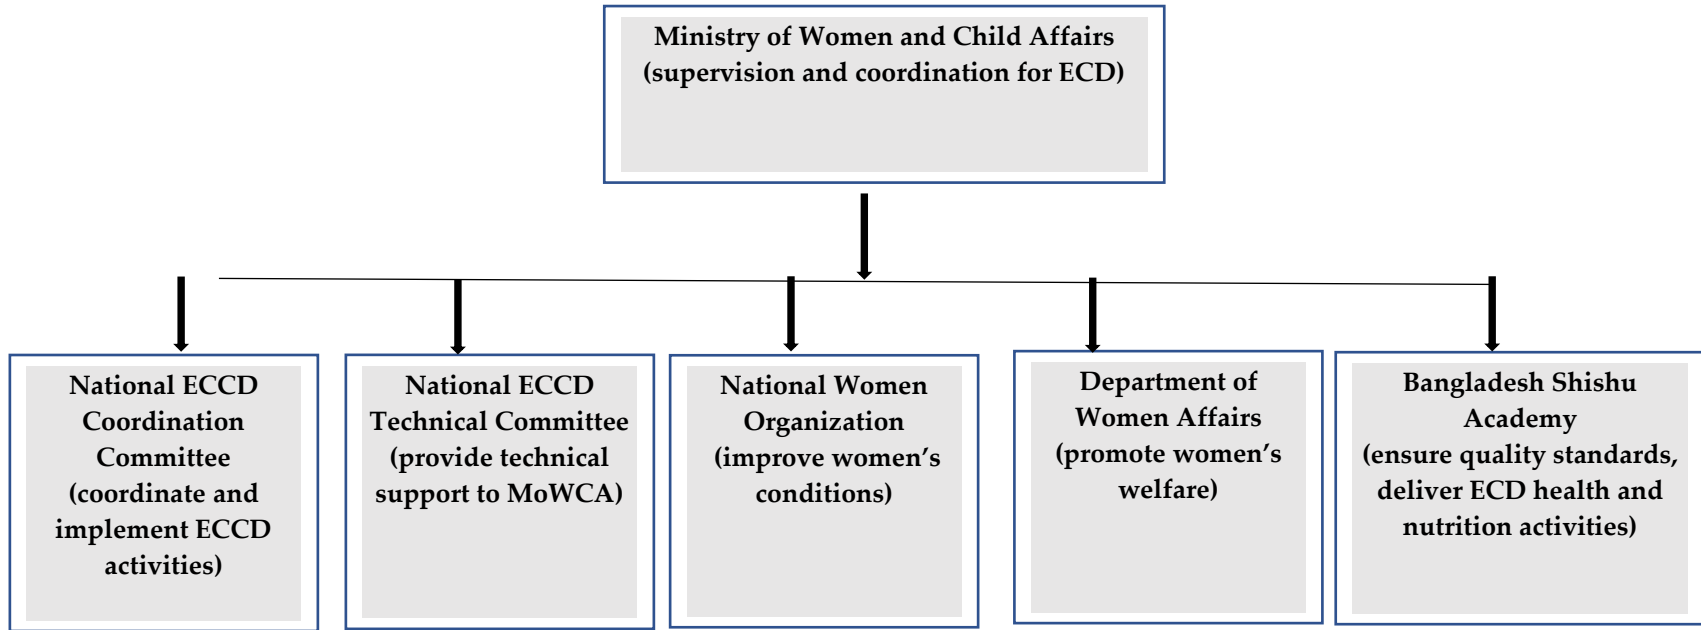 Ministry of Women and Child Affairs
(supervision and coordination for ECD)
National ECCD
Coordination
Committee
(coordinate and
implement ECCD
activities)
National ECCD
Technical Committee
(provide technical
support to MoWCA)
National Women
Organization
(improve women’s
conditions)
Department of
Women Affairs
(promote women’s
welfare)
Bangladesh Shishu
Academy
(ensure quality standards,
deliver ECD health and
nutrition activities)